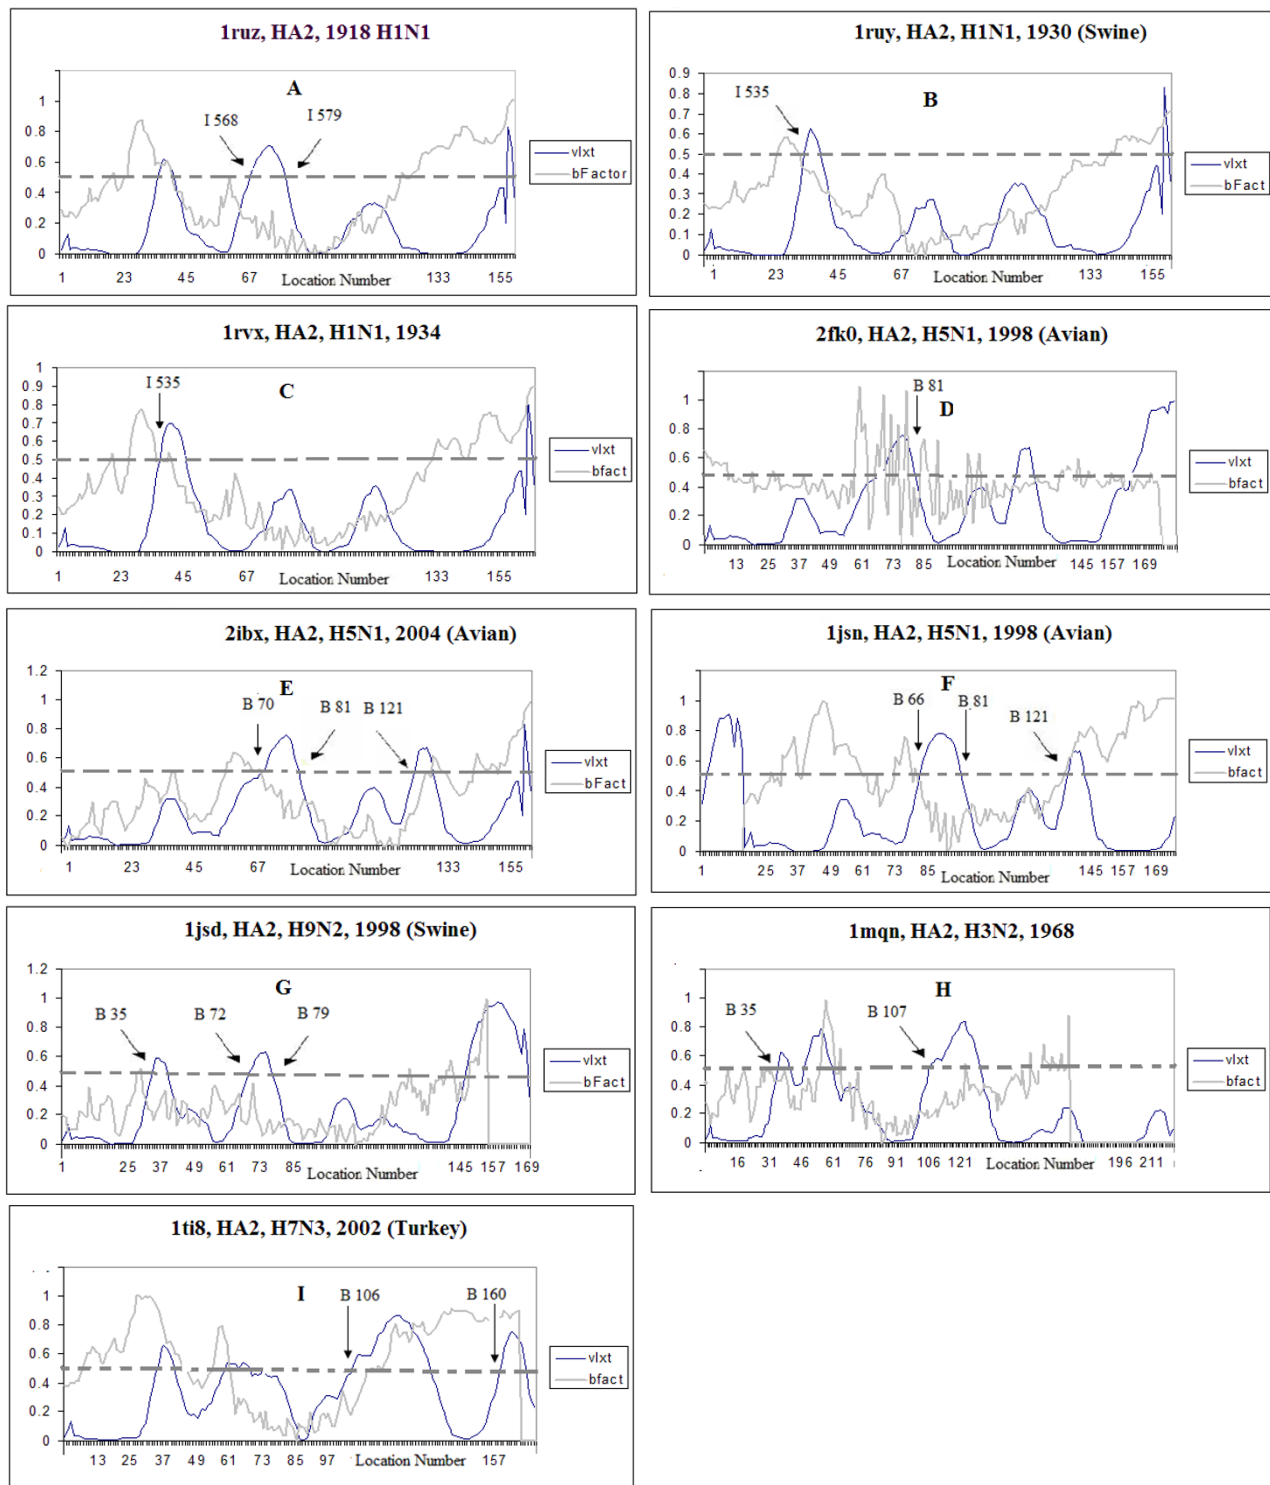 1ruz, HA2, 1918 H1N1
A
I 568
I 579
1
0.8
0.6
0.4
0.2
0
1 23 45 67 Location Number 133 155
vlxt
bFactor
1ruy, HA2, H1N1, 1930 (Swine)
B
I 535
0.9
0.8
0.7
0.6
0.5
0.4
0.3
0.2
0.1
0
1 23 45 67 Location Number 133 155
vlxt
bFact
1rvx, HA2, H1N1, 1934
C
I 535
1
0.9
0.8
0.7
0.6
0.5
0.4
0.3
0.2
0.1
0
1 23 45 67 Location Number 133 155
vlxt
bfact
2fk0, HA2, H5N1, 1998 (Avian)
D
B 81
1
0.8
0.6
0.4
0.2
0
13 25 37 49 61 73 85 Location Number 145 157 169
vlxt
bfact
2ibx, HA2, H5N1, 2004 (Avian)
E
B 70
B 81
B 121
1.2
1
0.8
0.6
0.4
0.2
0
1 23 45 67 Location Number 133 155
vlxt
bFact
1jsn, HA2, H5N1, 1998 (Avian)
F
B 66
B 81
B 121
1
0.8
0.6
0.4
0.2
0
1 25 37 49 61 73 85 Location Number 145 157 169
vlxt
bfact
1jsd, HA2, H9N2, 1998 (Swine)
G
B 35
B 72
B 79
1.2
1
0.8
0.6
0.4
0.2
0
1 25 37 49 61 73 85 Location Number 145 157 169
vlxt
bFact
1mqn, HA2, H3N2, 1968
H
B 35
B 107
1
0.8
0.6
0.4
0.2
0
16 31 46 61 76 91 106 121 Location Number 196 211
vlxt
bfact
1ti8, HA2, H7N3, 2002 (Turkey)
I
B 106
B 160
1
0.8
0.6
0.4
0.2
0
13 25 37 49 61 73 85 97 Location Number 157
vlxt
bfact